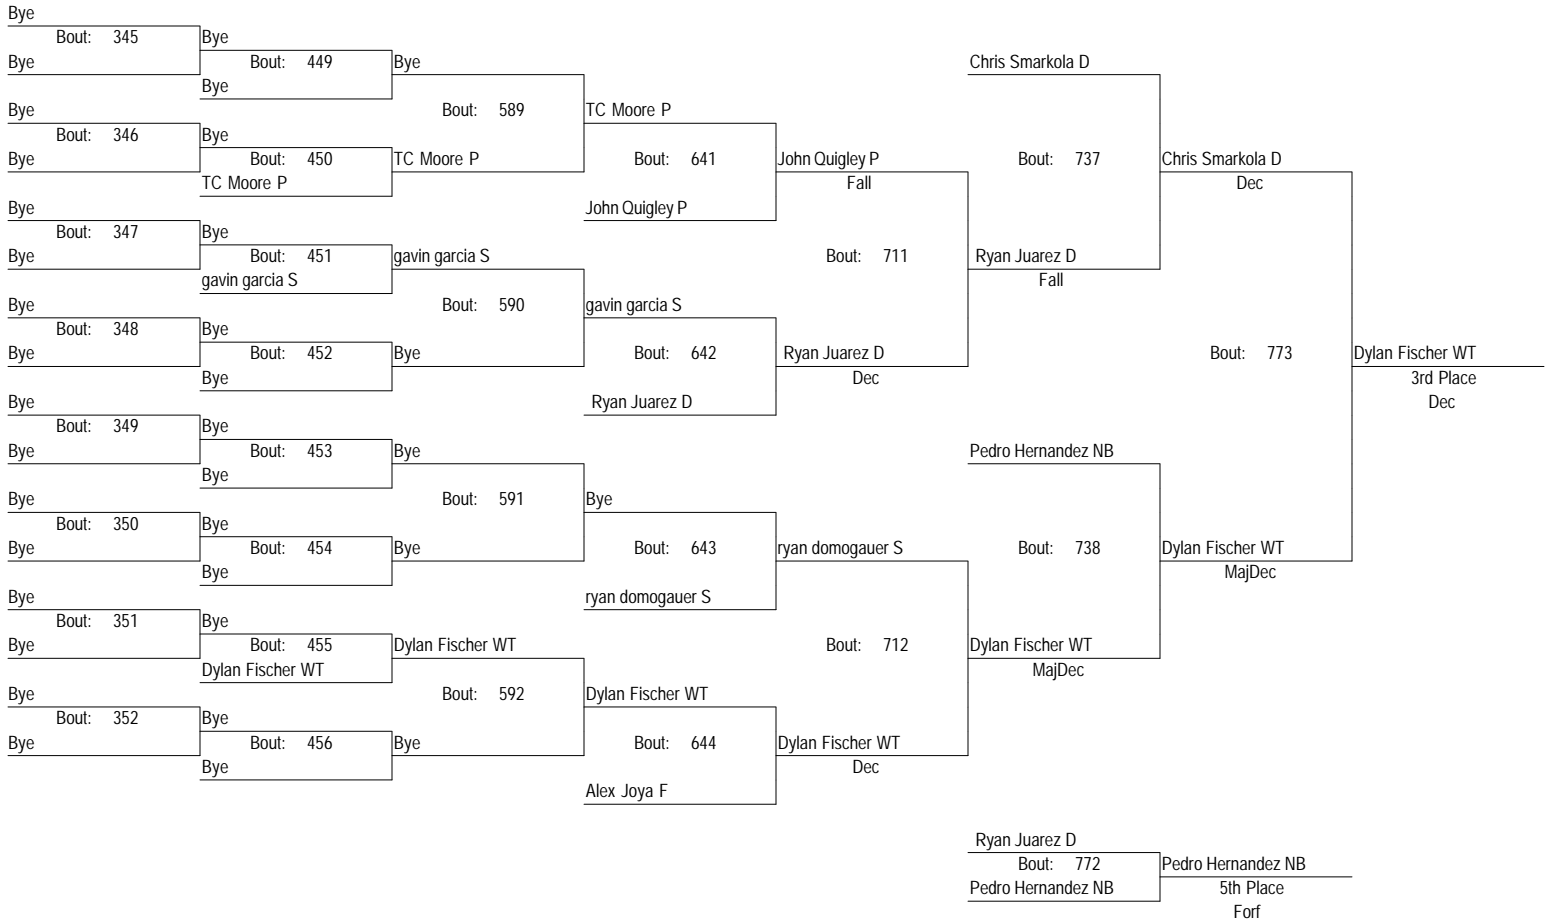 Bye
Bout: 345 Bye
Bye Bout: 449 Bye Chris Smarkola D
Bye
Bye Bout: 589 TC Moore P
Bout: 346 Bye
Bye Bout: 450 TC Moore P Bout: 641 John Quigley P Bout: 737 Chris Smarkola D
TC Moore P Fall Dec
Bye John Quigley P
Bout: 347 Bye
Bye Bout: 451 gavin garcia S Bout: 711 Ryan Juarez D
gavin garcia S Fall
Bye Bout: 590 gavin garcia S
Bout: 348 Bye
Bye Bout: 452 Bye Bout: 642 Ryan Juarez D Bout: 773 Dylan Fischer WT
Bye Dec 3rd Place
Bye Ryan Juarez D Dec
Bout: 349 Bye
Bye Bout: 453 Bye Pedro Hernandez NB
Bye
Bye Bout: 591 Bye
Bout: 350 Bye
Bye Bout: 454 Bye Bout: 643 ryan domogauer S Bout: 738 Dylan Fischer WT
Bye MajDec
Bye ryan domogauer S
Bout: 351 Bye
Bye Bout: 455 Dylan Fischer WT Bout: 712 Dylan Fischer WT
Dylan Fischer WT MajDec
Bye Bout: 592 Dylan Fischer WT
Bout: 352 Bye
Bye Bout: 456 Bye Bout: 644 Dylan Fischer WT
Bye Dec
Alex Joya F
Ryan Juarez D
Bout: 772 Pedro Hernandez NB
Pedro Hernandez NB 5th Place
Forf